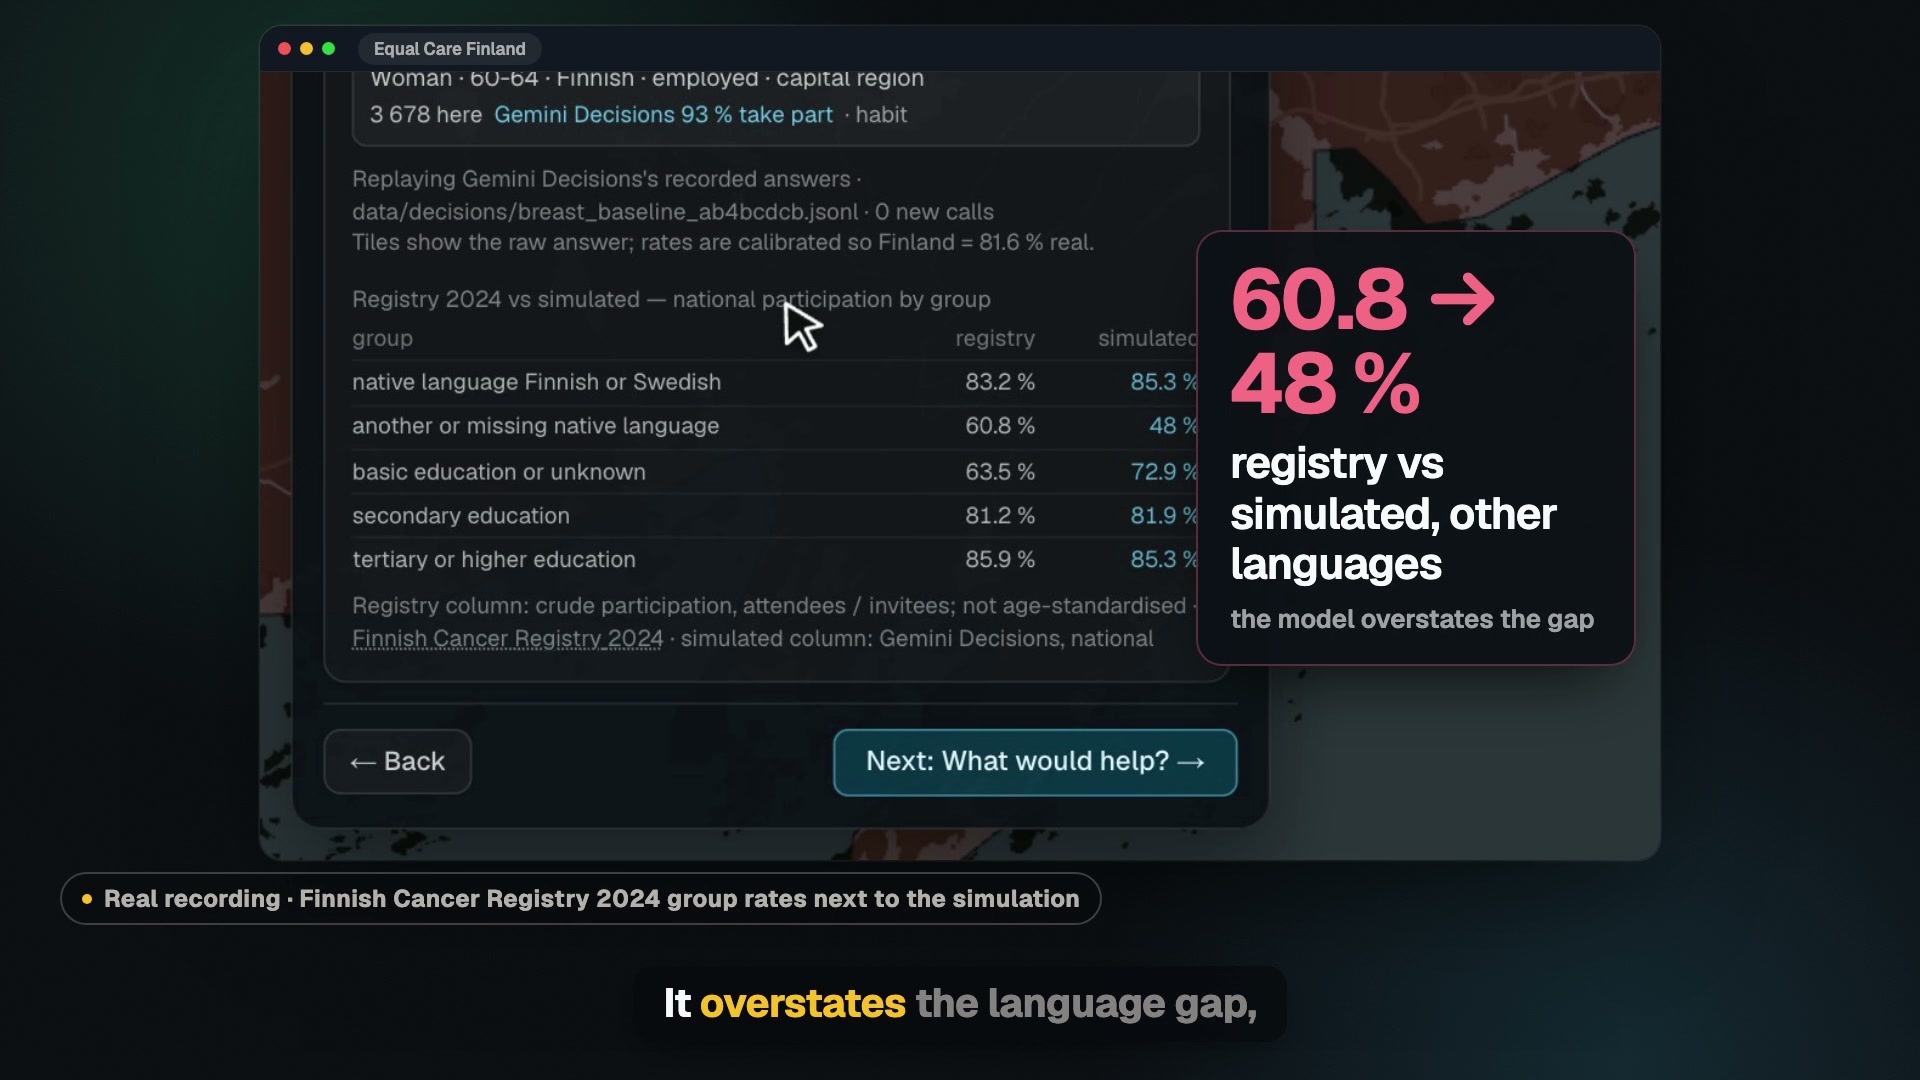 Equal Care Finland
Woman · 60-64 · Finnish · employed · capital region
3 678 here Gemini Decisions 93 % take part · habit
Replaying Gemini Decisions's recorded answers ·
data/decisions/breast_baseline_ab4bcdcb.jsonl · 0 new calls
Tiles show the raw answer; rates are calibrated so Finland = 81.6 % real.
Registry 2024 vs simulated — national participation by group
group registry simulated
native language Finnish or Swedish 83.2 % 85.3 %
another or missing native language 60.8 % 48 %
basic education or unknown 63.5 % 72.9 %
secondary education 81.2 % 81.9 %
tertiary or higher education 85.9 % 85.3 %
Registry column: crude participation, attendees / invitees; not age-standardised ·
Finnish Cancer Registry 2024 · simulated column: Gemini Decisions, national
← Back
Next: What would help? →
60.8 →
48 %
registry vs
simulated, other
languages
the model overstates the gap
Real recording · Finnish Cancer Registry 2024 group rates next to the simulation
It overstates the language gap,